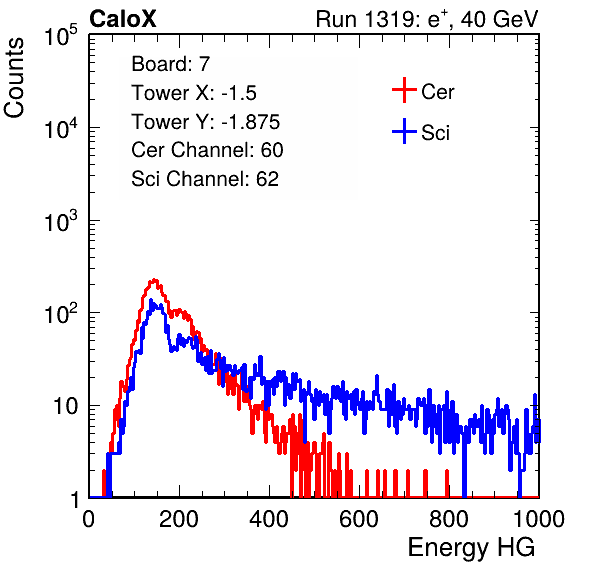 CaloX
Run 1319: e⁺, 40 GeV
Counts
10⁵
10⁴
10³
10²
10
1
Board: 7
Tower X: -1.5
Tower Y: -1.875
Cer Channel: 60
Sci Channel: 62
Cer
Sci
0 200 400 600 800 1000
Energy HG